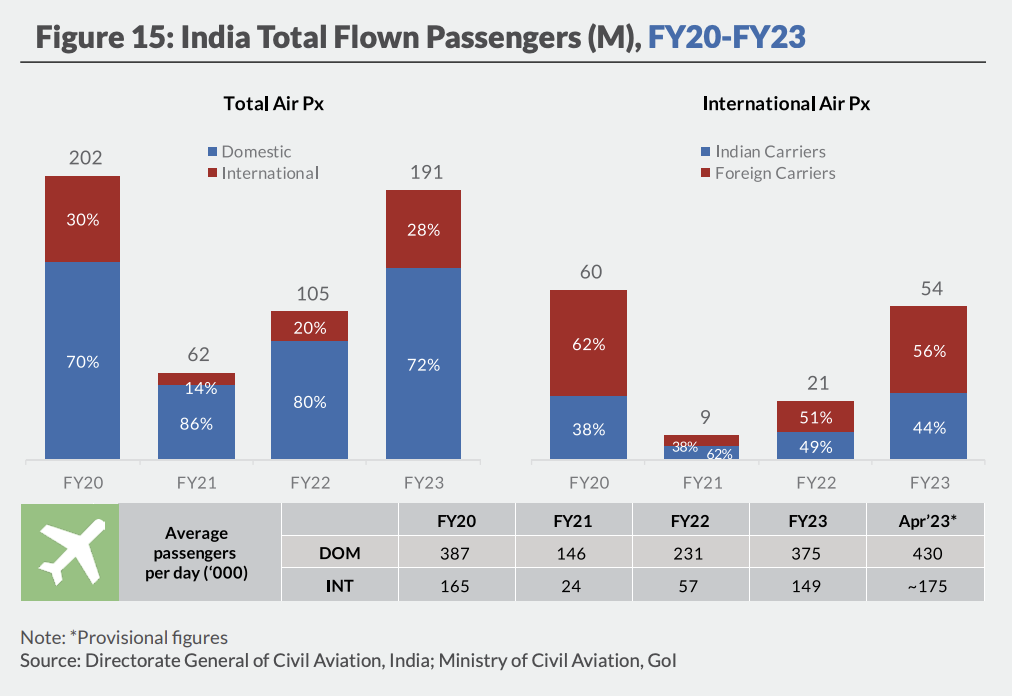 Figure 15: India Total Flown Passengers (M), FY20-FY23
Total Air Px
Domestic
International
202
30%
70%
62
14%
86%
105
20%
80%
191
28%
72%
FY20 FY21 FY22 FY23
International Air Px
Indian Carriers
Foreign Carriers
60
62%
38%
9
38%
62%
21
51%
49%
54
56%
44%
FY20 FY21 FY22 FY23
Average
passengers
per day (‘000)
FY20 FY21 FY22 FY23 Apr’23*
DOM 387 146 231 375 430
INT 165 24 57 149 ~175
Note: *Provisional figures
Source: Directorate General of Civil Aviation, India; Ministry of Civil Aviation, GoI